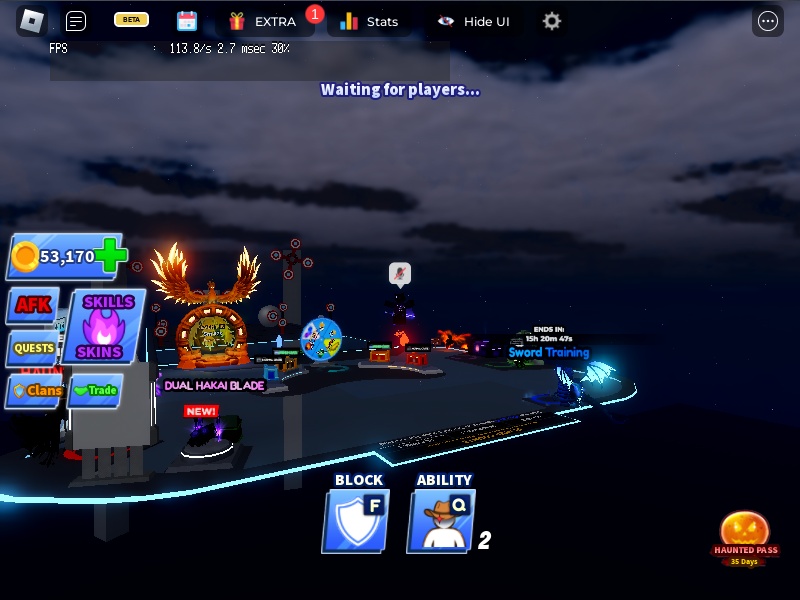 BETA
EXTRA
1
Stats
Hide UI
FPS : 113.8/s 2.7 msec 30%
Waiting for players...
53,170
AFK
SKILLS
SKINS
QUESTS
Clans
Trade
DUAL HAKAI BLADE
NEW!
ENDS IN:
15h 20m 47s
Sword Training
BLOCK
F
ABILITY
Q
2
HAUNTED PASS
35 Days